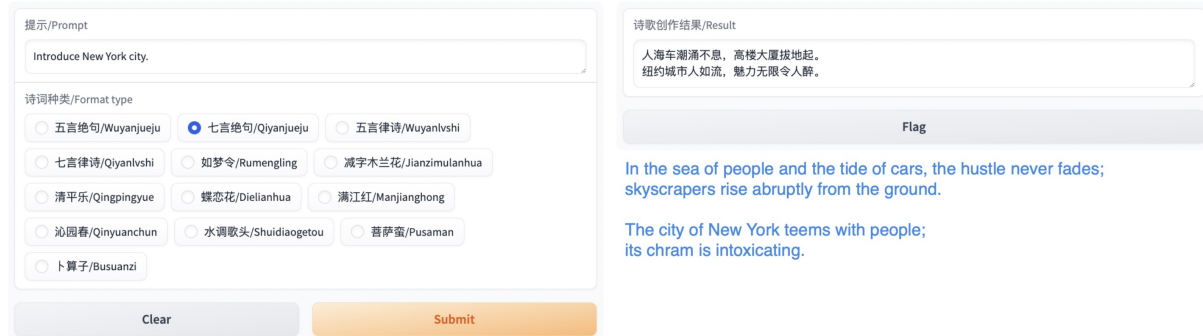 提示/Prompt
Introduce New York city.
诗词种类/Format type
五言绝句/Wuyanjueju
七言绝句/Qiyanjueju
五言律诗/Wuyanlvshi
七言律诗/Qiyanlvshi
如梦令/Rumengling
减字木兰花/Jianzimulanhua
清平乐/Qingpingyue
蝶恋花/Dielianhua
满江红/Manjianghong
沁园春/Qinyuanchun
水调歌头/Shuidiaogetou
菩萨蛮/Pusaman
卜算子/Busuanzi
Clear
Submit
诗歌创作结果/Result
人海车潮涌不息，高楼大厦拔地起。
纽约城市人如流，魅力无限令人醉。
Flag
In the sea of people and the tide of cars, the hustle never fades;
skyscrapers rise abruptly from the ground.
The city of New York teems with people;
its chram is intoxicating.